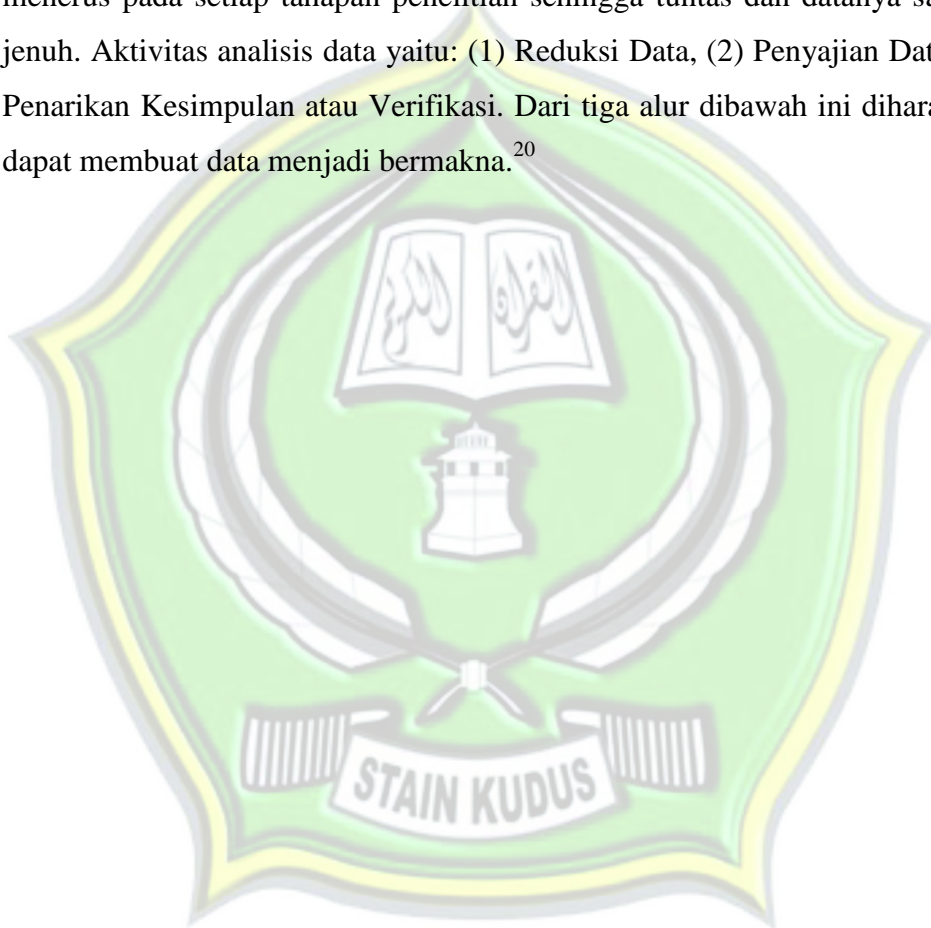 menerus pada setiap tahapan penelitian sehingga tuntas dan datanya sa
jenuh. Aktivitas analisis data yaitu: (1) Reduksi Data, (2) Penyajian Dat
Penarikan Kesimpulan atau Verifikasi. Dari tiga alur dibawah ini dihara
dapat membuat data menjadi bermakna.20
القرآن الكريم
STAIN KUDUS